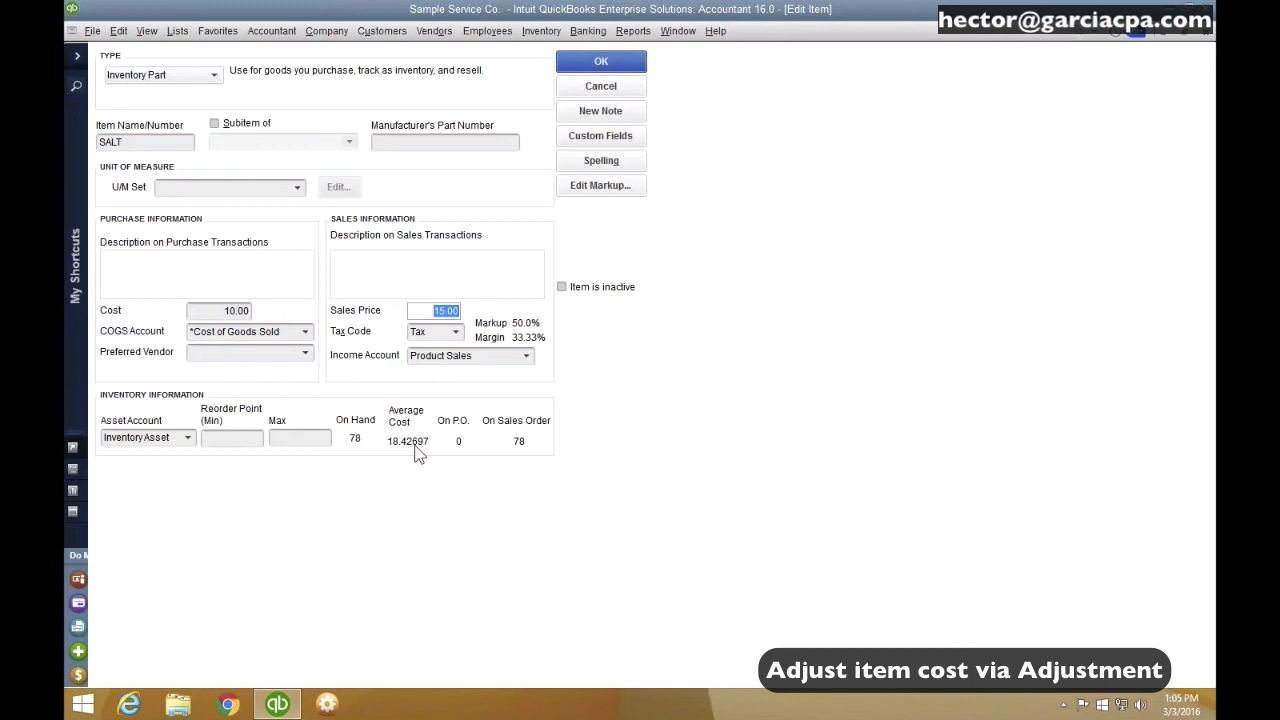 Sample Service Co. - Intuit QuickBooks Enterprise Solutions: Accountant 16.0 - [Edit Item]
hector@garciacpa.com
File Edit View Lists Favorites Accountant Company Customers Vendors Employees Inventory Banking Reports Window Help
TYPE
Inventory Part
Use for goods you purchase, track as inventory, and resell.
OK
Cancel
New Note
Custom Fields
Spelling
Edit Markup...
Item Name/Number
Subitem of
Manufacturer's Part Number
SALT
UNIT OF MEASURE
U/M Set
Edit...
PURCHASE INFORMATION
Description on Purchase Transactions
Cost 10.00
COGS Account *Cost of Goods Sold
Preferred Vendor
SALES INFORMATION
Description on Sales Transactions
Sales Price 15.00
Tax Code Tax
Markup 50.0%
Margin 33.33%
Income Account Product Sales
Item is inactive
INVENTORY INFORMATION
Asset Account
Inventory Asset
Reorder Point
(Min)
Max
On Hand
78
Average
Cost
18.42697
On P.O.
0
On Sales Order
78
My Shortcuts
Do M
Adjust item cost via Adjustment
qb
1:05 PM
3/3/2016